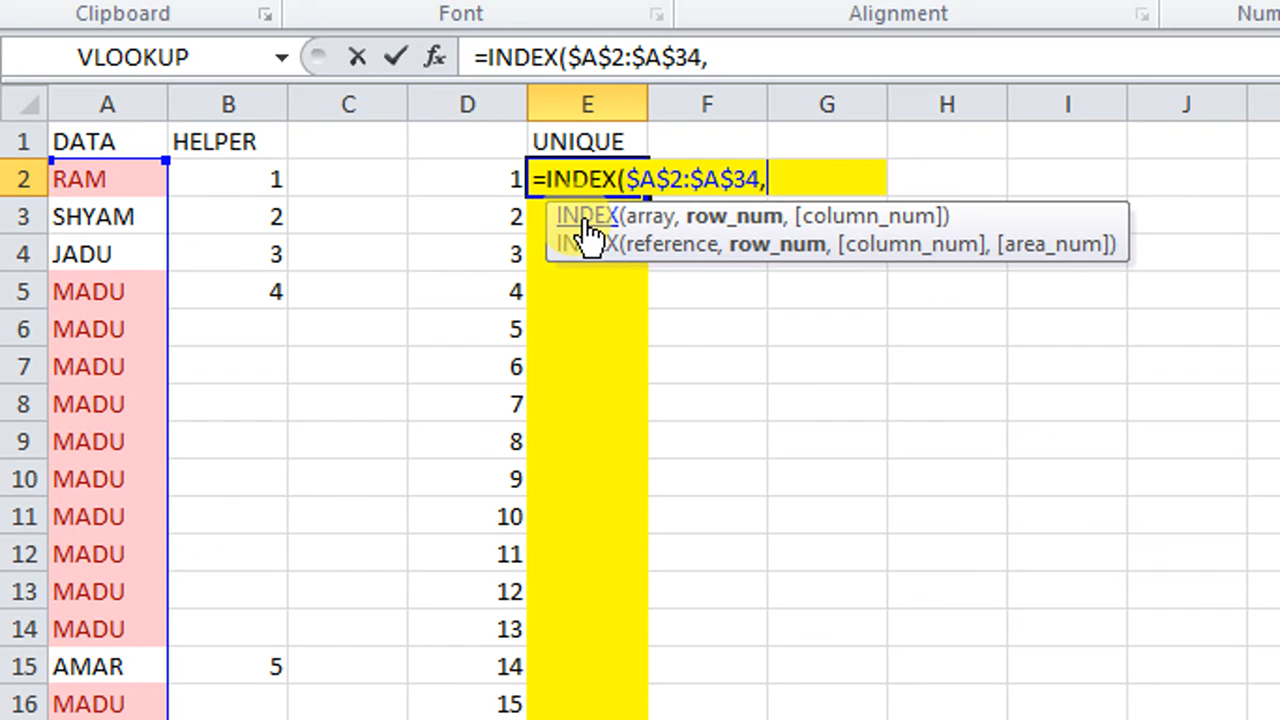 Clipboard Font Alignment Num
VLOOKUP fx =INDEX($A$2:$A$34,
A B C D E F G H I J
1 DATA HELPER UNIQUE
2 RAM 1 1 =INDEX($A$2:$A$34,
3 SHYAM 2 2 INDEX(array, row_num, [column_num])
INDEX(reference, row_num, [column_num], [area_num])
4 JADU 3 3
5 MADU 4 4
6 MADU 5
7 MADU 6
8 MADU 7
9 MADU 8
10 MADU 9
11 MADU 10
12 MADU 11
13 MADU 12
14 MADU 13
15 AMAR 5 14
16 MADU 15